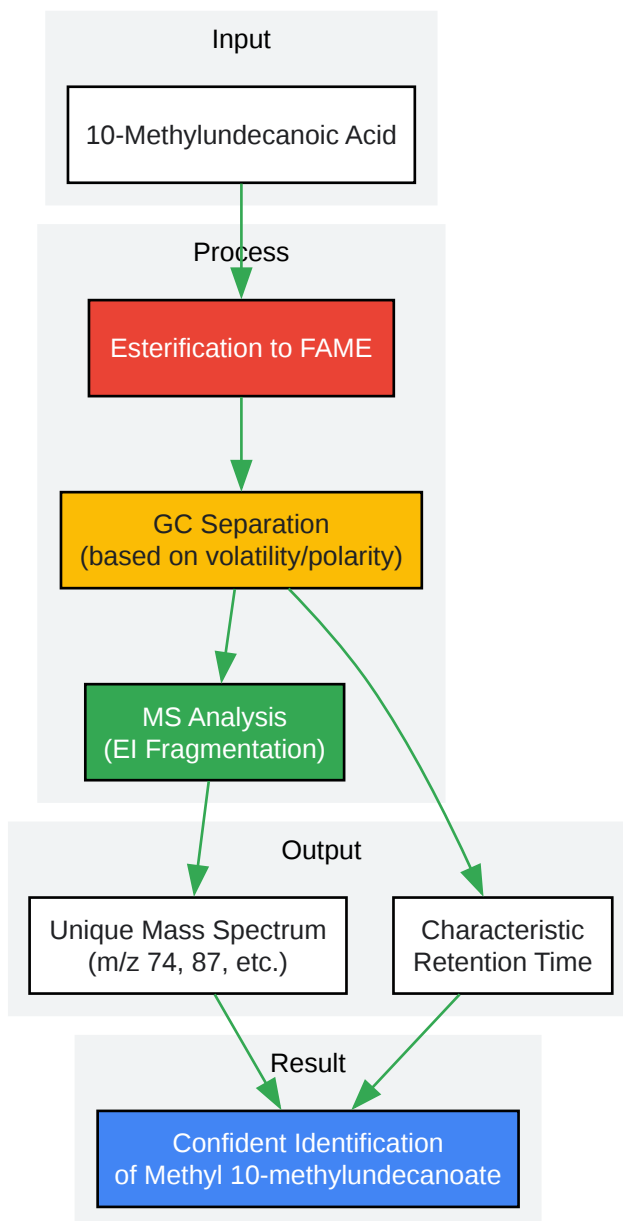 Input
10-Methylundecanoic Acid
Process
Esterification to FAME
GC Separation
(based on volatility/polarity)
MS Analysis
(EI Fragmentation)
Output
Unique Mass Spectrum
(m/z 74, 87, etc.)
Characteristic
Retention Time
Result
Confident Identification
of Methyl 10-methylundecanoate